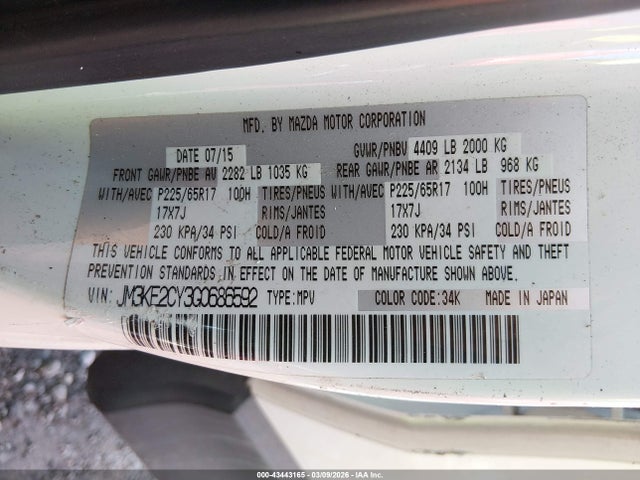 MFD. BY MAZDA MOTOR CORPORATION
DATE 07/15 GVWR/PNBV 4409 LB 2000 KG
FRONT GAWR/PNBE AV 2282 LB 1035 KG REAR GAWR/PNBE AR 2134 LB 968 KG
WITH/AVEC P225/65R17 100H TIRES/PNEUS WITH/AVEC P225/65R17 100H TIRES/PNEUS
17X7J RIMS/JANTES 17X7J RIMS/JANTES
230 KPA/34 PSI COLD/A FROID 230 KPA/34 PSI COLD/A FROID
THIS VEHICLE CONFORMS TO ALL APPLICABLE FEDERAL MOTOR VEHICLE SAFETY AND THEFT
PREVENTION STANDARDS IN EFFECT ON THE DATE OF MANUFACTURE SHOWN ABOVE.
VIN: JM3KE2CY3G0686592 TYPE:MPV COLOR CODE:34K MADE IN JAPAN
000-43443165 - 03/09/2026 - IAA Inc.